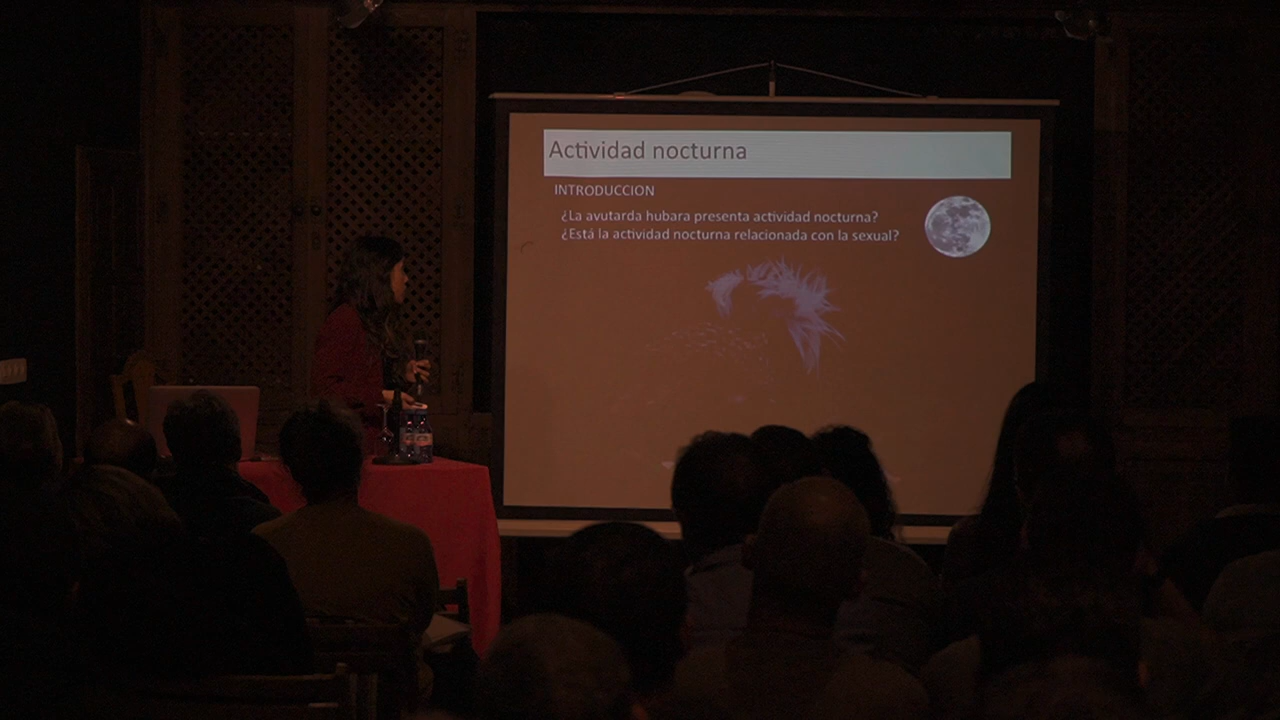 Actividad nocturna
INTRODUCCION
¿La avutarda hubara presenta actividad nocturna?
¿Está la actividad nocturna relacionada con la sexual?